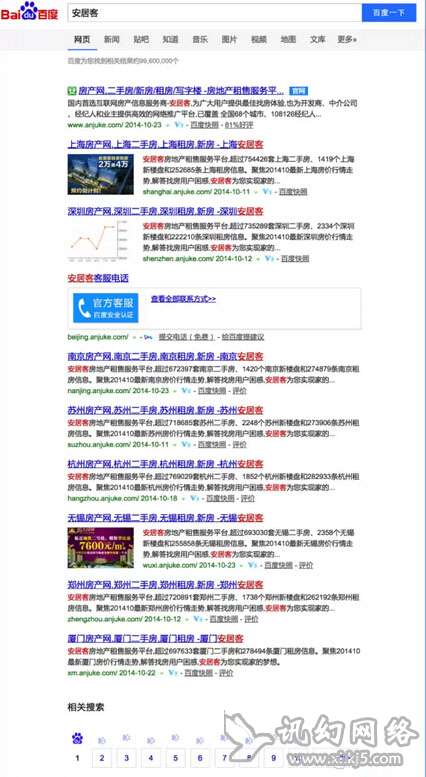 Bai百度 安居客 百度一下
网页 新闻 贴吧 知道 音乐 图片 视频 地图 文库 更多»
百度为您找到相关结果约99,600,000个
房产网,二手房/新房/租房/写字楼 -房地产租售服务平... 官网
国内首选互联网房产信息服务商-安居客,为广大用户提供最佳找房体验,也为开发商、中介公司
、经纪人和业主提供高效的网络推广平台,已覆盖 全国68个城市、108126经纪人...
www.anjuke.com/ 2014-10-23 - V3 - 百度快照 - 81%好评
上海房产网,上海二手房,上海租房,新房 -上海安居客
2万 4万
安居客房地产租售服务平台,超过754426套上海二手房、1419个上海
新楼盘和252685条上海租房信息。聚焦201410最新上海房价行情走
势,解答找房用户困惑,安居客为您实现家的...
shanghai.anjuke.com/ 2014-10-11 - V3 - 百度快照
深圳房产网,深圳二手房,深圳租房,新房 -深圳安居客
安居客房地产租售服务平台,超过735289套深圳二手房、2334个深圳
新楼盘和222210条深圳租房信息。聚焦201410最新深圳房价行情走
势,解答找房用户困惑,安居客为您实现家的...
shenzhen.anjuke.com/ 2014-10-12 - V3 - 百度快照
安居客客服电话
官方客服
百度安全认证
查看全部联系方式>>
beijing.anjuke.com/ - 提交电话（免费） - 给百度提建议
南京房产网,南京二手房,南京租房,新房 -南京安居客
安居客房地产租售服务平台,超过672397套南京二手房、1420个南京新楼盘和274879条南京租
房信息。聚焦201410最新南京房价行情走势,解答找房用户困惑,安居客为您实现家的...
nanjing.anjuke.com/ 2014-10-23 - V3 - 百度快照 - 评价
苏州房产网,苏州二手房,苏州租房,新房 -苏州安居客
安居客房地产租售服务平台,超过718685套苏州二手房、2248个苏州新楼盘和273906条苏州租
房信息。聚焦201410最新苏州房价行情走势,解答找房用户困惑,安居客为您实现家的...
suzhou.anjuke.com/ 2014-10-11 - V3 - 百度快照 - 评价
杭州房产网,杭州二手房,杭州租房,新房 -杭州安居客
安居客房地产租售服务平台,超过769029套杭州二手房、1852个杭州新楼盘和282933条杭州租
房信息。聚焦201410最新杭州房价行情走势,解答找房用户困惑,安居客为您实现家的...
hangzhou.anjuke.com/ 2014-10-18 - V3 - 百度快照 - 评价
无锡房产网,无锡二手房,无锡租房,新房 -无锡安居客
7600元/㎡
安居客房地产租售服务平台,超过693030套无锡二手房、2358个无锡
新楼盘和255858条无锡租房信息。聚焦201410最新无锡房价行情走
势,解答找房用户困惑,安居客为您实现家的...
wuxi.anjuke.com/ 2014-10-23 - V3 - 百度快照 - 评价
郑州房产网,郑州二手房,郑州租房,新房 -郑州安居客
安居客房地产租售服务平台,超过720891套郑州二手房、1738个郑州新楼盘和262192条郑州租
房信息。聚焦201410最新郑州房价行情走势,解答找房用户困惑,安居客为您实现家的...
zhengzhou.anjuke.com/ 2014-10-12 - V3 - 百度快照 - 评价
厦门房产网,厦门二手房,厦门租房 -厦门安居客
安居客房地产租售服务平台,超过697633套厦门二手房和278494条厦门租房信息。聚焦201410
最新厦门房价行情走势,解答找房用户困惑,安居客为您实现家的梦想。
xm.anjuke.com/ 2014-10-22 - V3 - 百度快照 - 评价
相关搜索
1 2 3 4 5 6 7 8 9
讯幻网络
www.xhkj5.com